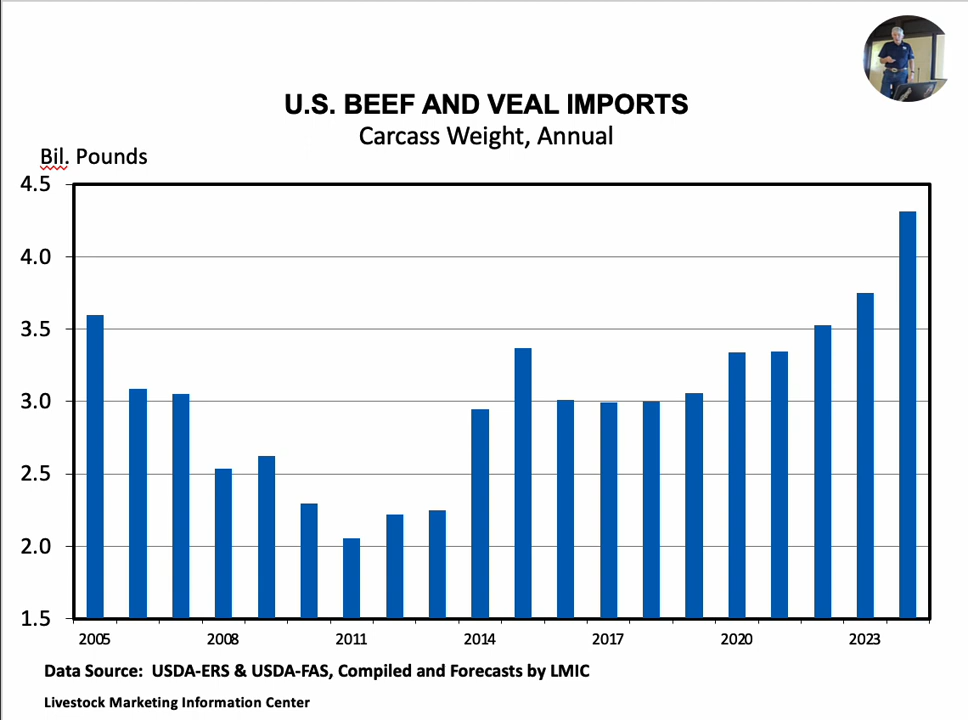 U.S. BEEF AND VEAL IMPORTS
Carcass Weight, Annual
Bil. Pounds
4.5
4.0
3.5
3.0
2.5
2.0
1.5
2005 2008 2011 2014 2017 2020 2023
Data Source: USDA-ERS & USDA-FAS, Compiled and Forecasts by LMIC
Livestock Marketing Information Center